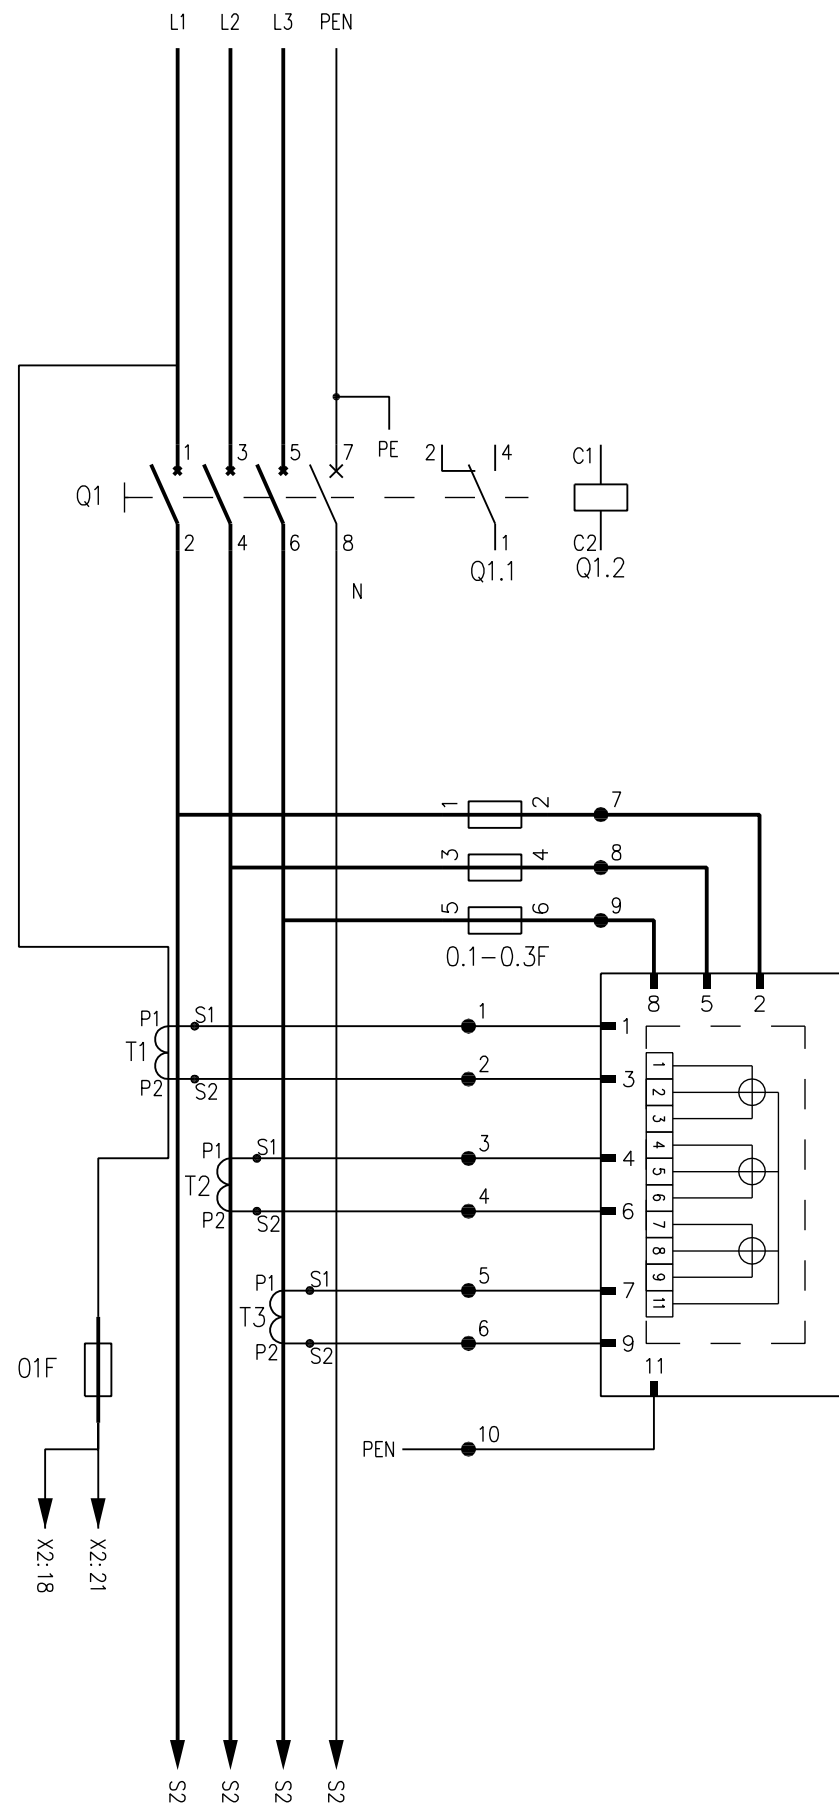 L1 L2 L3 PEN
PE
1 3 5 7 2 4 C1
Q1
2 4 6 8 1 C2
Q1.1 Q1.2
N
1 2 7
3 4 8
5 6 9
0.1-0.3F
8 5 2
P1 S1 1 1
T1
P2 S2 2 3
P1 S1 3 4
T2
P2 S2 4 6
P1 S1 5 7
T3
P2 S2 6 9
1
2
3
4
5
6
7
8
9
11
11
01F
PEN 10
X2:18 X2:21
S2 S2 S2 S2